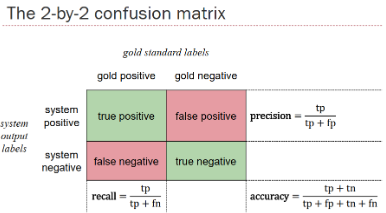 The 2-by-2 confusion matrix
gold standard labels
gold positive gold negative
system output labels
system positive
true positive false positive
precision = tp / tp + fp
system negative
false negative true negative
recall = tp / tp + fn
accuracy = tp + tn / tp + fp + tn + fn